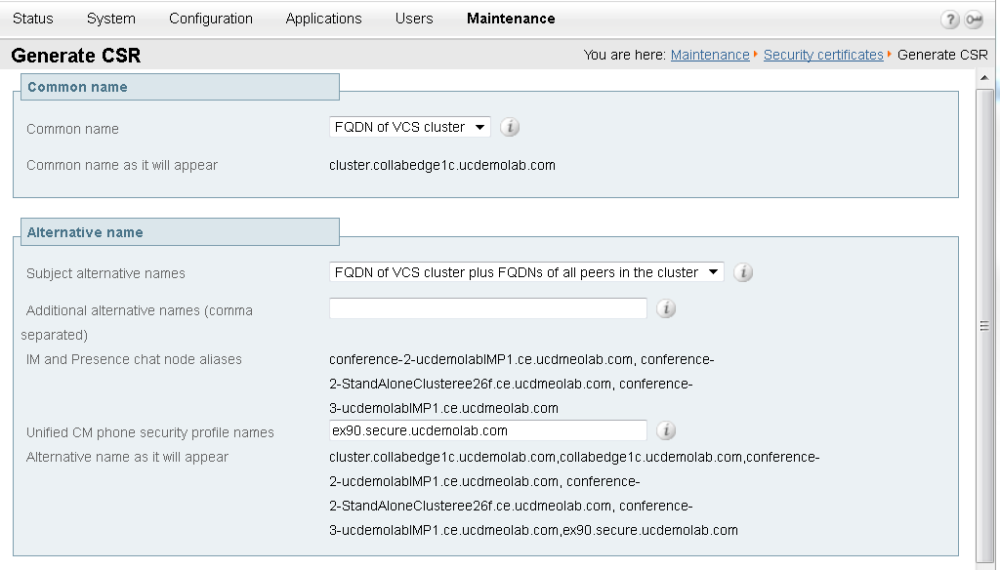 Status System Configuration Applications Users Maintenance
Generate CSR You are here: Maintenance Security certificates Generate CSR
Common name
Common name FQDN of VCS cluster
Common name as it will appear cluster.collabedge1c.ucdemolab.com
Alternative name
Subject alternative names FQDN of VCS cluster plus FQDNs of all peers in the cluster
Additional alternative names (comma
separated)
IM and Presence chat node aliases conference-2-ucdemolabIMP1.ce.ucdmeolab.com, conference-
2-StandAloneClusteree26f.ce.ucdmeolab.com, conference-
3-ucdemolabIMP1.ce.ucdmeolab.com
Unified CM phone security profile names ex90.secure.ucdemolab.com
Alternative name as it will appear cluster.collabedge1c.ucdemolab.com,collabedge1c.ucdemolab.com,conference-
2-ucdemolabIMP1.ce.ucdmeolab.com, conference-
2-StandAloneClusteree26f.ce.ucdmeolab.com, conference-
3-ucdemolabIMP1.ce.ucdmeolab.com,ex90.secure.ucdemolab.com